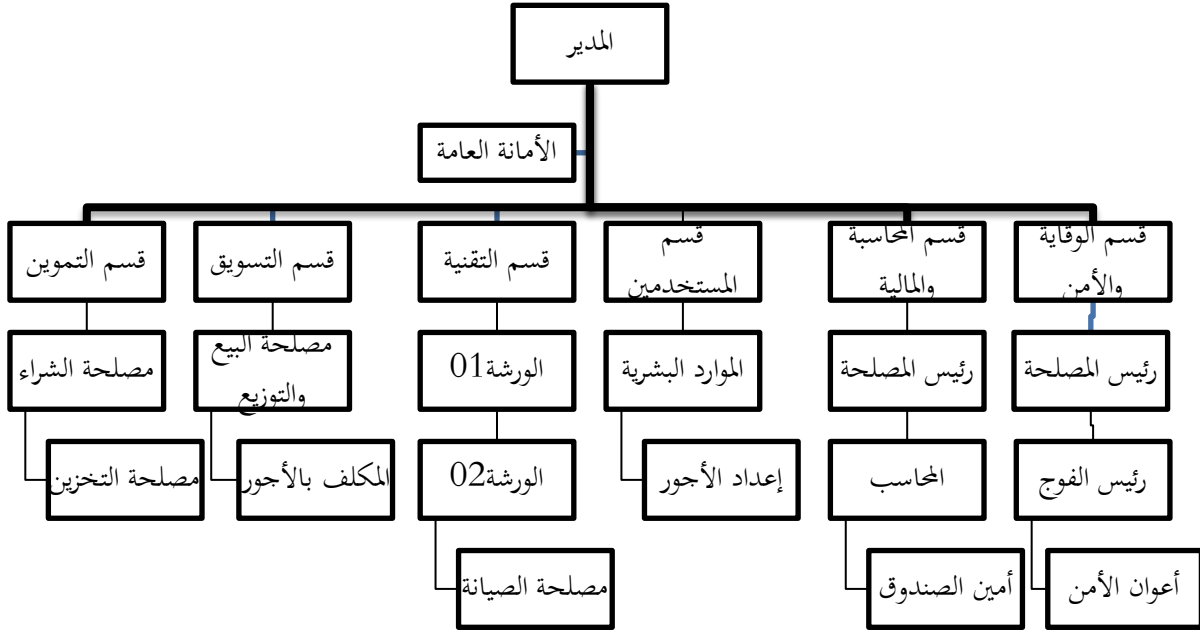 المدير
الأمانة العامة
قسم الوقاية
والأمن
قسم المحاسبة
والمالية
قسم
المستخدمين
قسم التقنية
قسم التسويق
قسم التموين
رئيس المصلحة
رئيس المصلحة
الموارد البشرية
الورشة01
مصلحة البيع
والتوزيع
مصلحة الشراء
رئيس الفوج
المحاسب
إعداد الأجور
الورشة02
المكلف بالأجور
مصلحة التخزين
أعوان الأمن
أمين الصندوق
مصلحة الصيانة